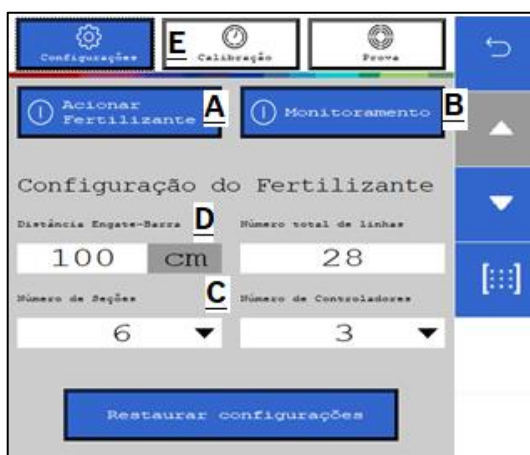 Configurações
E
Calibração
Prova
Acionar
Fertilizante
A
Monitoramento
B
Configuração do Fertilizante
Distância Engate-Barra
D
Número total de linhas
100
cm
28
Número de Seções
C
Número de Controladores
6
3
Restaurar configurações